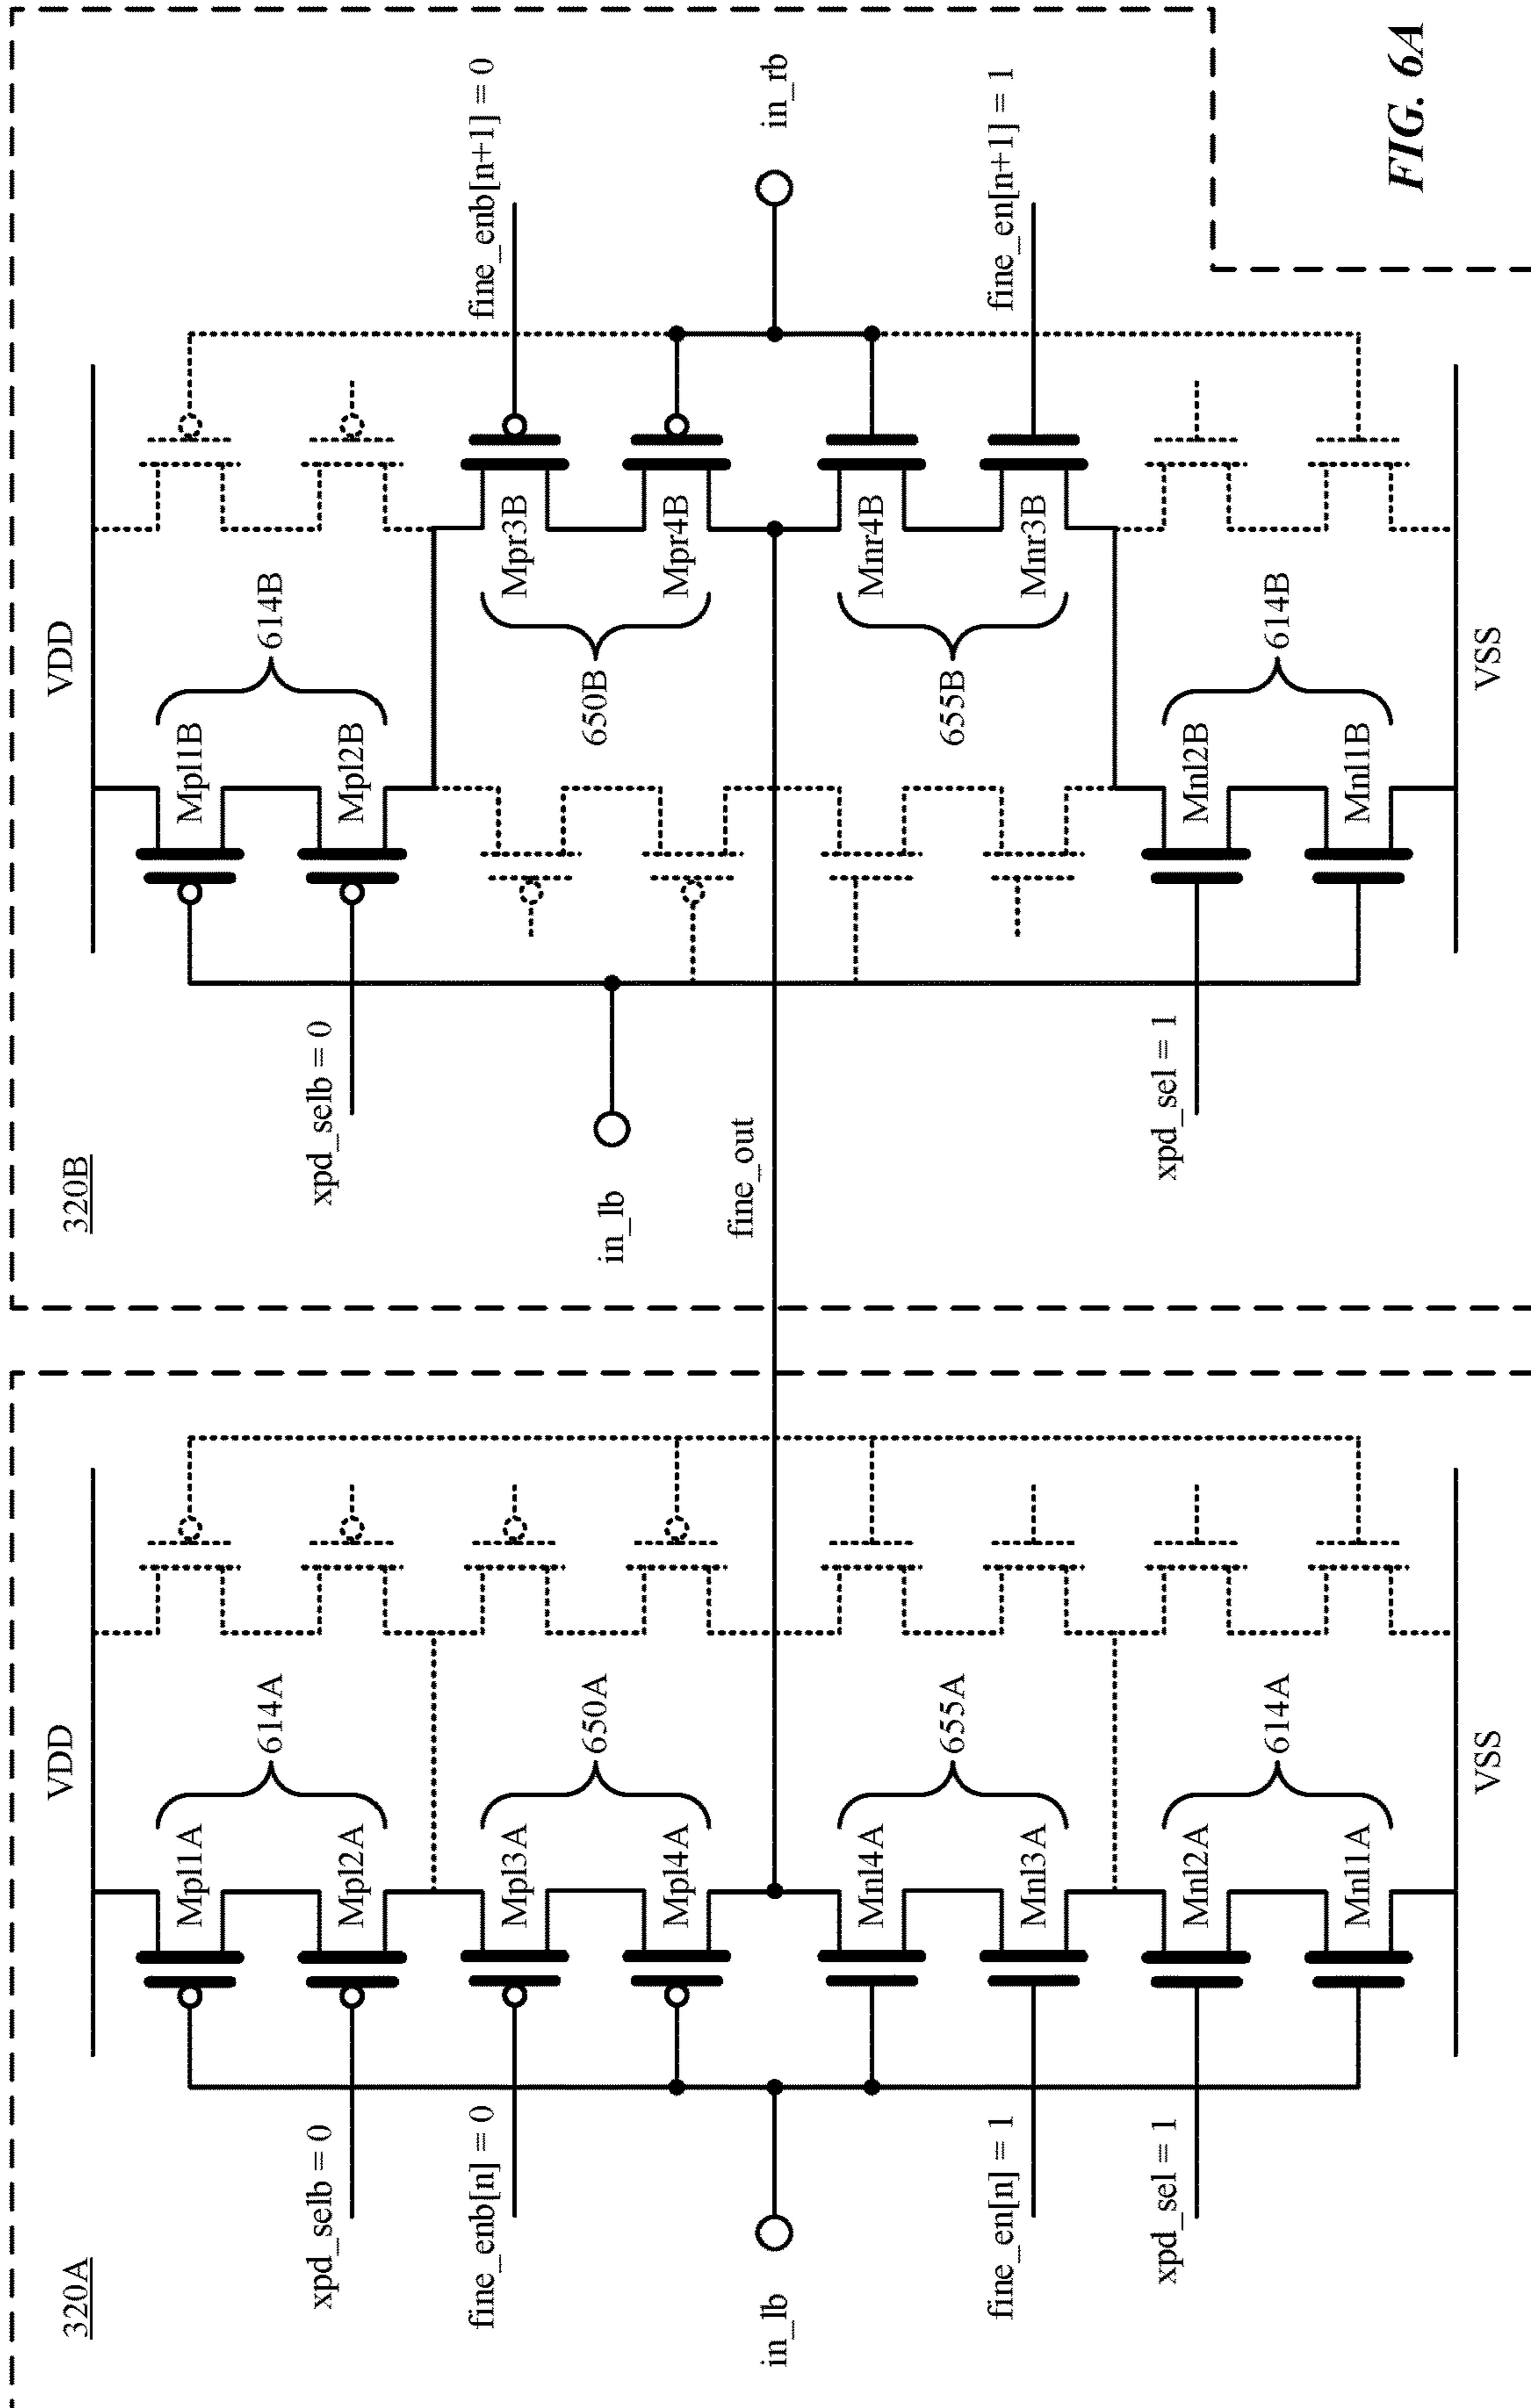 320A
VDD
xpd_selb = 0
Mpl1A
Mpl2A
614A
fine_enb[n] = 0
Mpl3A
Mpl4A
650A
in_lb
fine_en[n] = 1
Mnl4A
Mnl3A
655A
xpd_sel = 1
Mnl2A
Mnl1A
614A
VSS
320B
VDD
xpd_selb = 0
Mpl1B
Mpl2B
614B
in_lb
fine_out
Mpr3B
Mpr4B
650B
fine_enb[n+1] = 0
in_rb
Mnr4B
Mnr3B
655B
fine_en[n+1] = 1
xpd_sel = 1
Mnl2B
Mnl1B
614B
VSS
FIG. 6A